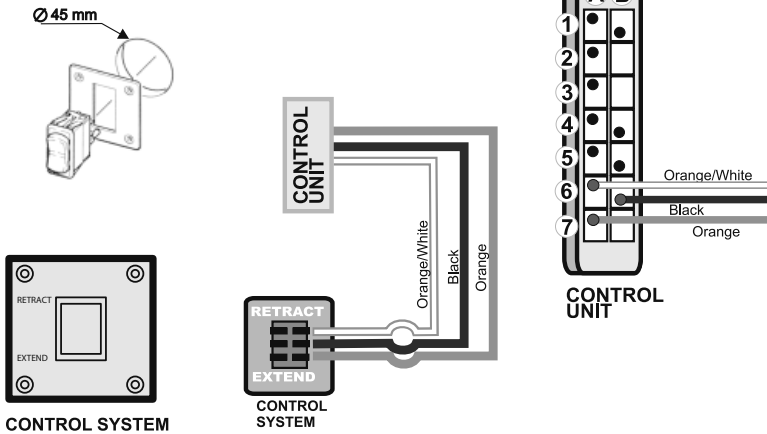 Ø 45 mm
RETRACT
EXTEND
CONTROL SYSTEM
CONTROL
UNIT
Orange/White
Black
Orange
RETRACT
EXTEND
CONTROL
SYSTEM
A B
1
2
3
4
5
6
7
Orange/White
Black
Orange
CONTROL
UNIT